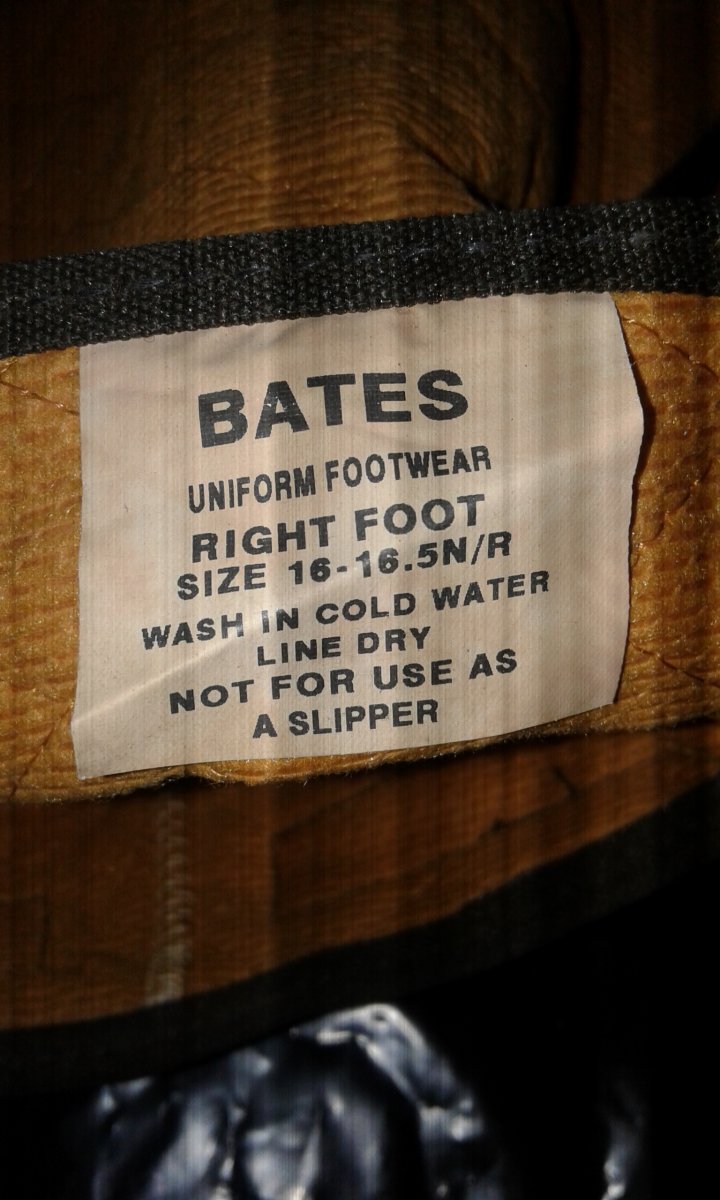 BATES
UNIFORM FOOTWEAR
RIGHT FOOT
SIZE 16-16.5N/R
WASH IN COLD WATER
LINE DRY
NOT FOR USE AS
A SLIPPER